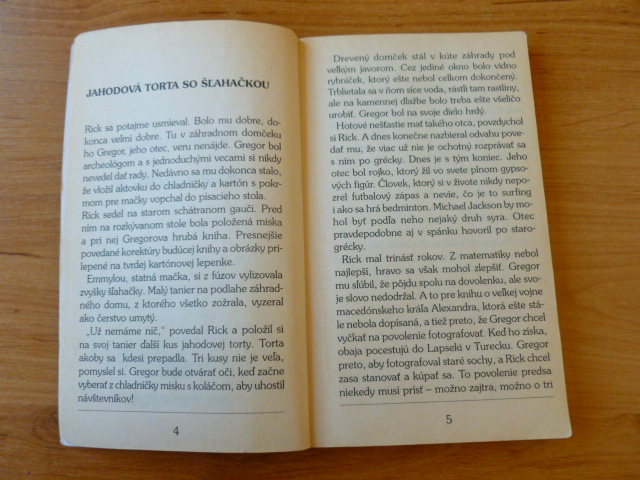 JAHODOVÁ TORTA SO ŠĽAHAČKOU
Rick sa potajme usmieval. Bolo mu dobre, do-
konca veľmi dobre. Tu v záhradnom domčeku
ho Gregor, jeho otec, veru nenájde. Gregor bol
archeológom a s jednoduchými vecami si nikdy
nevedel dať rady. Nedávno sa mu dokonca stalo,
že vložil aktovku do chladničky a kartón s pokr-
mom pre mačky vopchal do písacieho stola.
Rick sedel na starom schátranom gauči. Pred
ním na rozkývanom stole bola položená miska
a pri nej Gregorova hrubá kniha. Presnejšie
povedané korektúry budúcej knihy a obrázky pri-
lepené na tvrdej kartónovej lepenke.
Emmylou, statná mačka, si z fúzov vylizovala
zvyšky šľahačky. Malý tanier na podlahe záhrad-
ného domu, z ktorého všetko zožrala, vyzeral
ako čerstvo umytý.
„Už nemáme nič,“ povedal Rick a položil si
na svoj tanier ďalší kus jahodovej torty. Torta
akoby sa kdesi prepadla. Tri kusy nie je veľa,
pomyslel si. Gregor bude otvárať oči, keď začne
vyberať z chladničky misku s koláčom, aby uhostil
návštevníkov!
4
Drevený domček stál v kúte záhrady pod
veľkým javorom. Cez jediné okno bolo vidno
rybníček, ktorý ešte nebol celkom dokončený.
Trblietala sa v ňom síce voda, rástli tam rastliny,
ale na kamennej dlažbe bolo treba ešte všeličo
urobiť. Gregor bol na svoje dielo hrdý.
Hotové nešťastie mať takého otca, povzdychol
si Rick. A dnes konečne nazbieral odvahu pove-
dať mu, že viac už nie je ochotný rozprávať sa
s ním po grécky. Dnes je s tým koniec. Jeho
otec bol rojko, ktorý žil vo svete plnom gypso-
vých figúr. Človek, ktorý si v živote nikdy nepo-
zrel futbalový zápas a nevie, čo je to surfing
i ako sa hrá bedminton. Michael Jackson by mo-
hol byť podľa neho nejaký druh syra. Otec
pravdepodobne aj v spánku hovoril po staro-
grécky.
Rick mal trinásť rokov. Z matematiky nebol
najlepší, hravo sa však mohol zlepšiť. Gregor
mu sľúbil, že pôjdu spolu na dovolenku, ale svo-
je slovo nedodržal. A to pre knihu o veľkej vojne
macedónskeho kráľa Alexandra, ktorá ešte stá-
le nebola dopísaná, a tiež preto, že Gregor chcel
vyčkať na povolenie fotografovať. Keď ho získa,
obaja pocestujú do Lapseki v Turecku. Gregor
preto, aby fotografoval staré sochy, a Rick chcel
zasa stanovať a kúpať sa. To povolenie predsa
niekedy musí prísť – možno zajtra, možno o tri
5